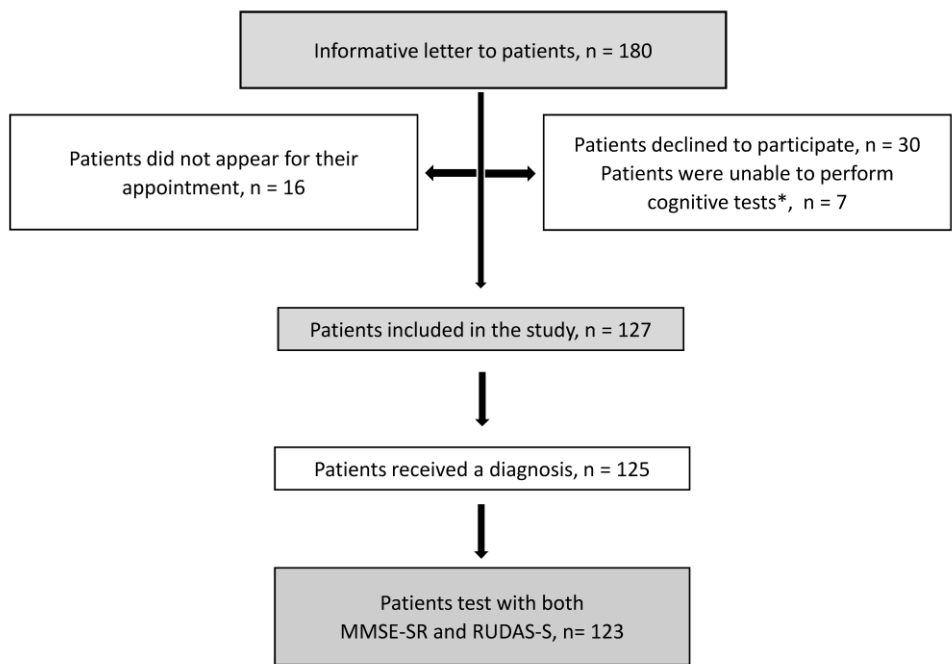 Informative letter to patients, n = 180
Patients did not appear for their
appointment, n = 16
Patients declined to participate, n = 30
Patients were unable to perform
cognitive tests*, n = 7
Patients included in the study, n = 127
Patients received a diagnosis, n = 125
Patients test with both
MMSE-SR and RUDAS-S, n= 123